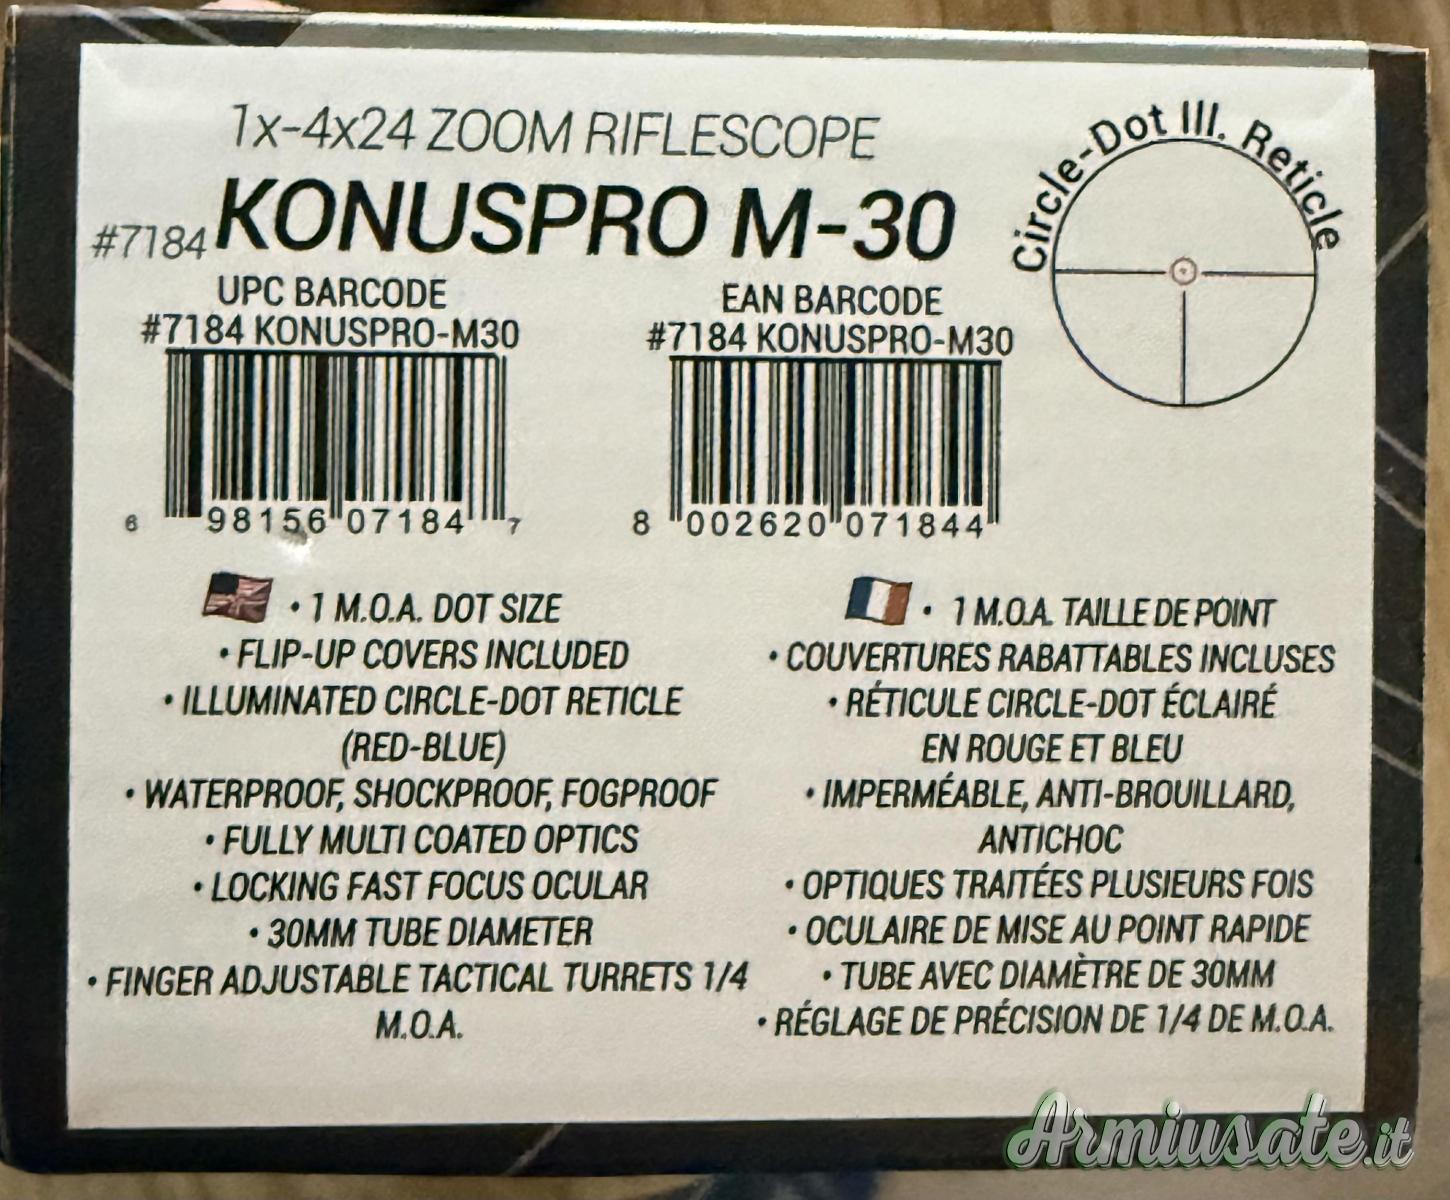 1x-4x24 ZOOM RIFLESCOPE
#7184 KONUSPRO M-30
Circle-Dot Ill. Reticle
UPC BARCODE
#7184 KONUSPRO-M30
6 98156 07184 7
EAN BARCODE
#7184 KONUSPRO-M30
8 002620 071844
• 1 M.O.A. DOT SIZE
• FLIP-UP COVERS INCLUDED
• ILLUMINATED CIRCLE-DOT RETICLE
(RED-BLUE)
• WATERPROOF, SHOCKPROOF, FOGPROOF
• FULLY MULTI COATED OPTICS
• LOCKING FAST FOCUS OCULAR
• 30MM TUBE DIAMETER
• FINGER ADJUSTABLE TACTICAL TURRETS 1/4
M.O.A.
• 1 M.O.A. TAILLE DE POINT
• COUVERTURES RABATTABLES INCLUSES
• RÉTICULE CIRCLE-DOT ÉCLAIRÉ
EN ROUGE ET BLEU
• IMPERMÉABLE, ANTI-BROUILLARD,
ANTICHOC
• OPTIQUES TRAITÉES PLUSIEURS FOIS
• OCULAIRE DE MISE AU POINT RAPIDE
• TUBE AVEC DIAMÈTRE DE 30MM
• RÉGLAGE DE PRÉCISION DE 1/4 DE M.O.A.
Armiusate.it